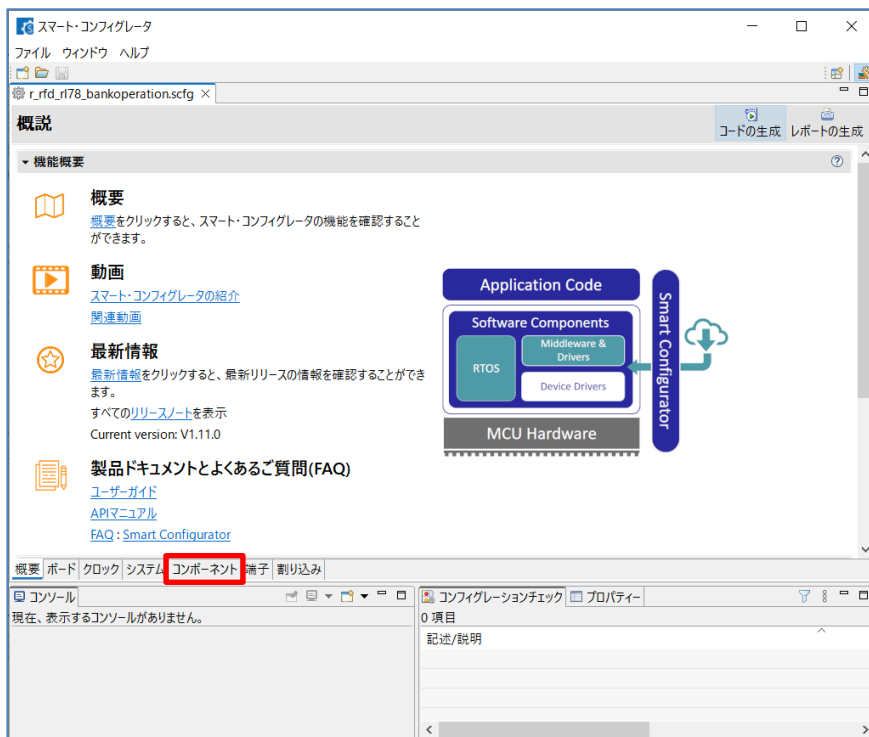 スマート・コンフィグレータ
ファイル ウィンドウ ヘルプ
r_rfd_rl78_bankoperation.scfg
概説
コードの生成 レポートの生成
機能概要
概要
概要をクリックすると、スマート・コンフィグレータの機能を確認すること
ができます。
動画
スマート・コンフィグレータの紹介
関連動画
最新情報
最新情報をクリックすると、最新リリースの情報を確認することができ
ます。
すべてのリリースノートを表示
Current version: V1.11.0
製品ドキュメントとよくあるご質問(FAQ)
ユーザーガイド
APIマニュアル
FAQ : Smart Configurator
Application Code
Software Components
RTOS
Middleware &
Drivers
Device Drivers
MCU Hardware
Smart Configurator
概要 ボード クロック システム コンポーネント 端子 割り込み
コンソール
現在、表示するコンソールがありません。
コンフィグレーションチェック プロパティー
0 項目
記述/説明